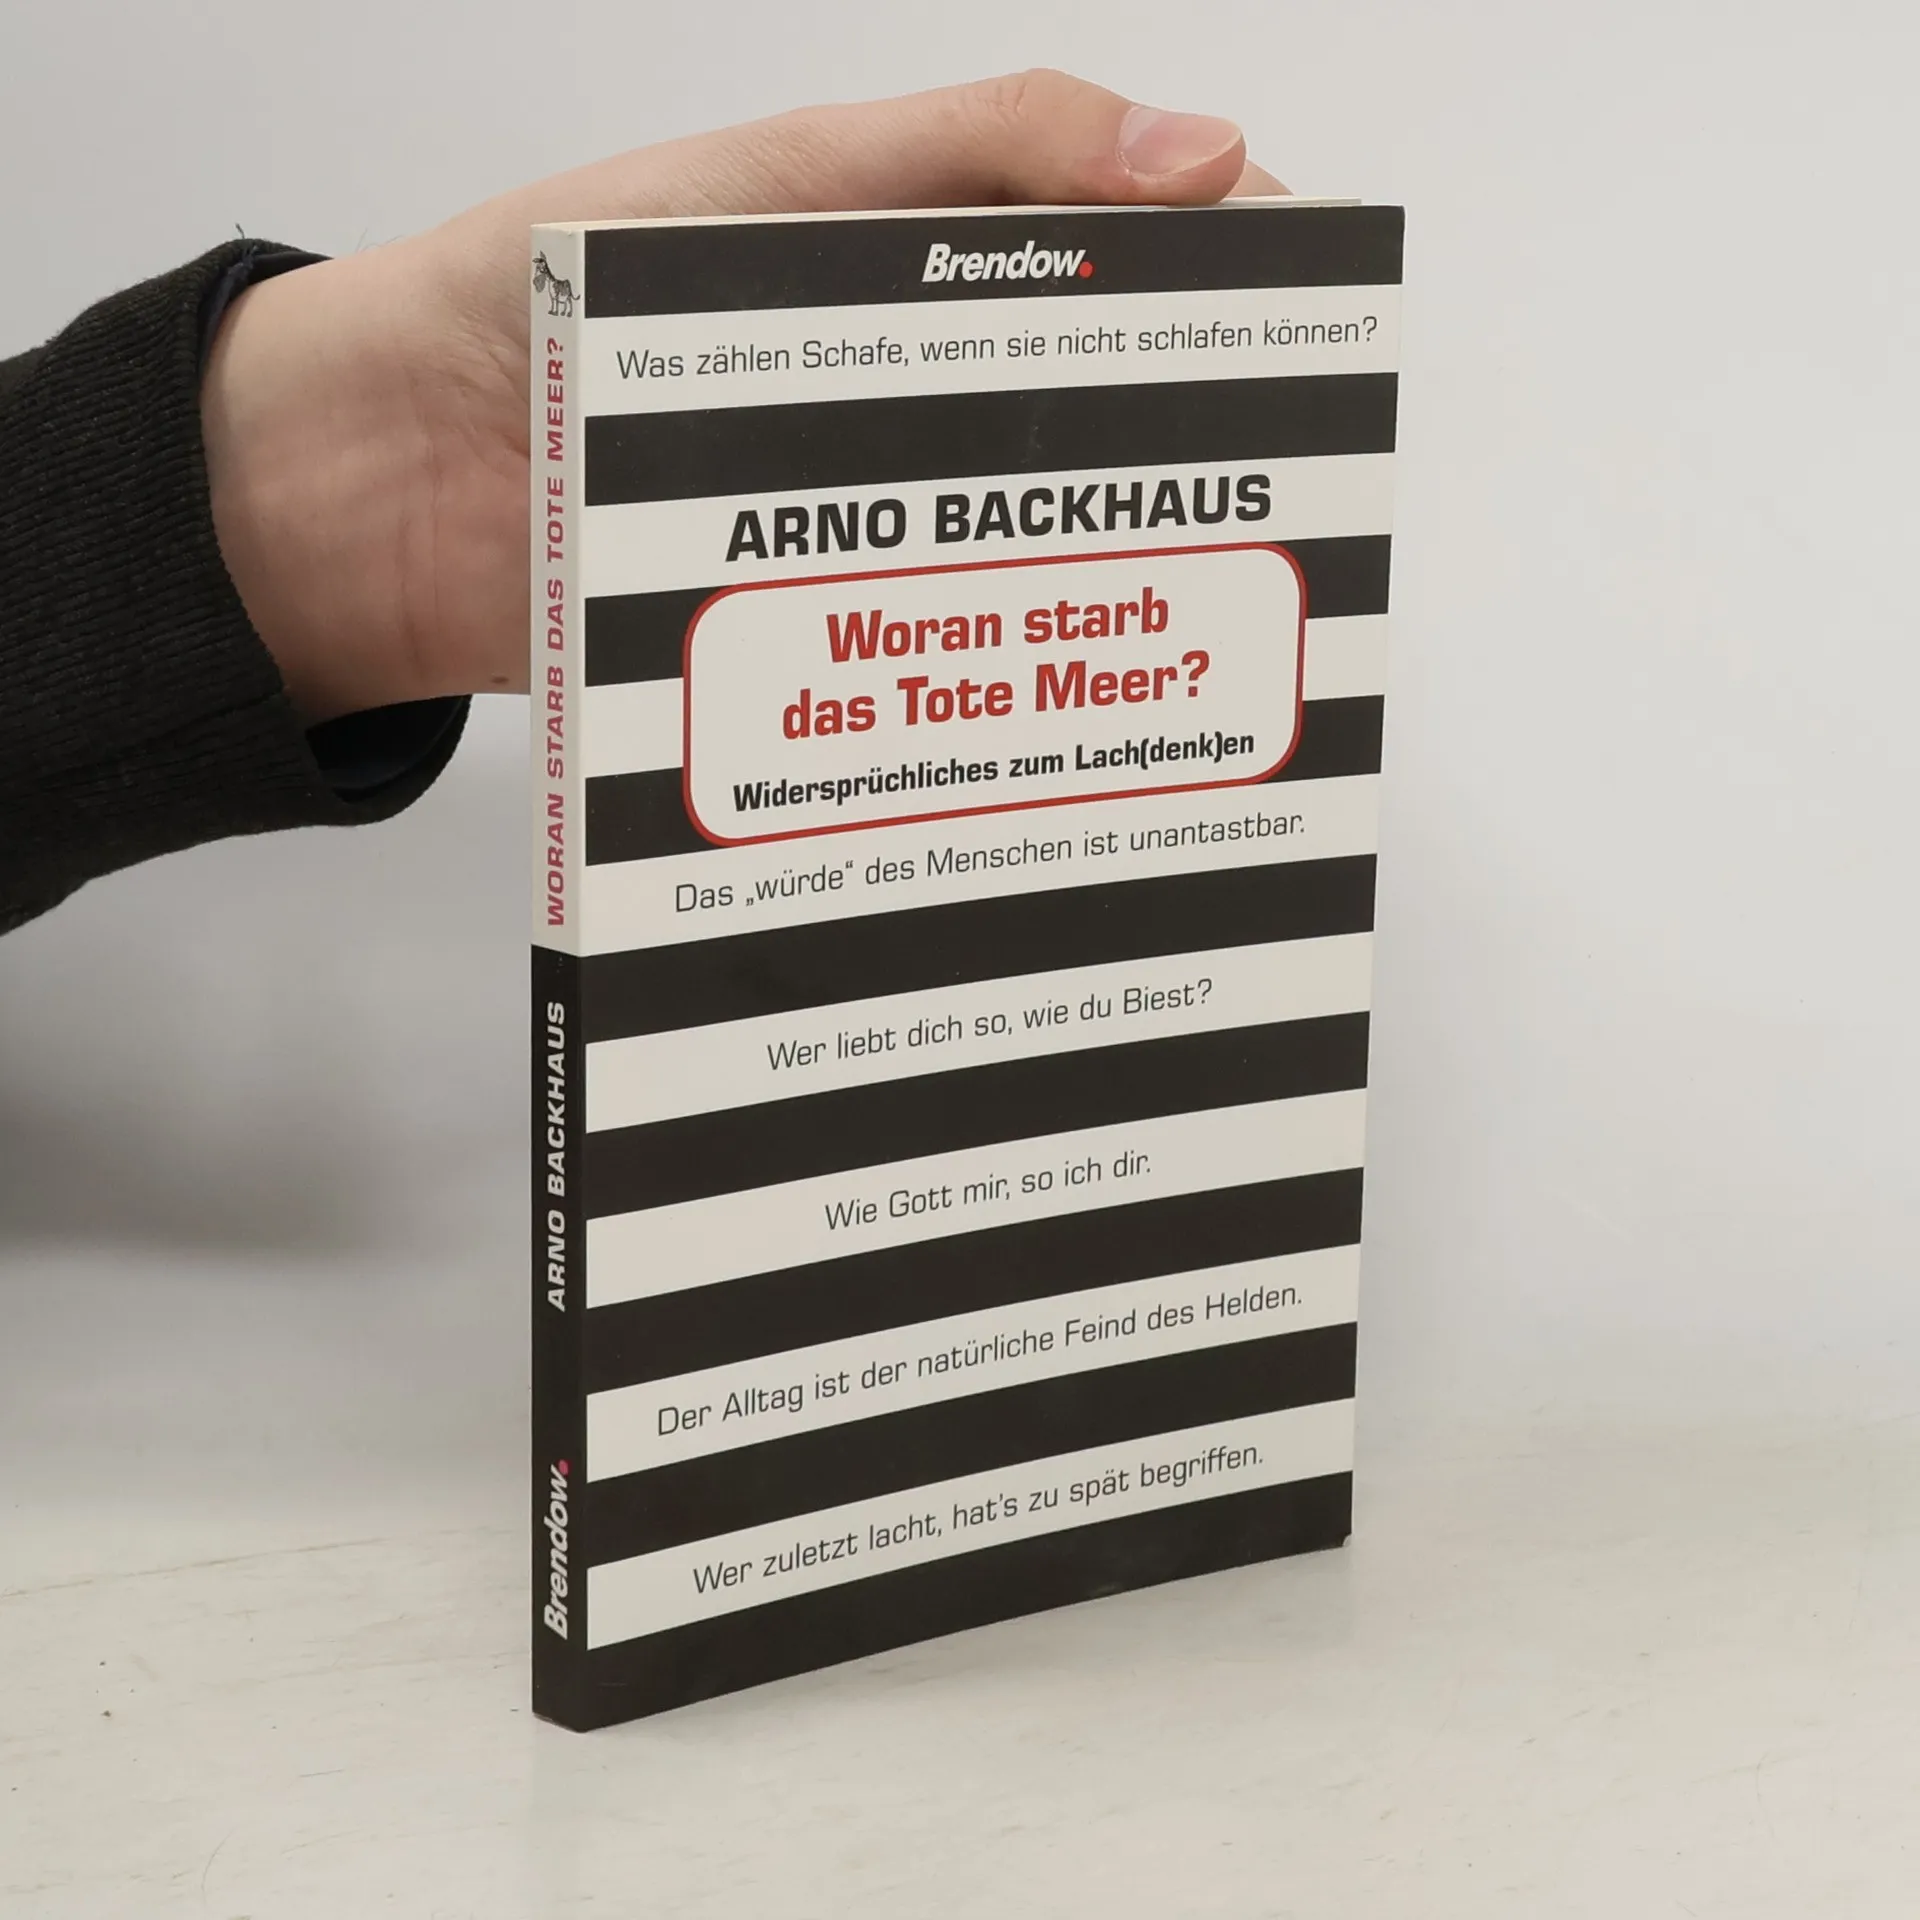 Brendow.
Was zählen Schafe, wenn sie nicht schlafen können?
ARNO BACKHAUS
Woran starb
das Tote Meer?
Widersprüchliches zum Lach(denk)en
Das „würde“ des Menschen ist unantastbar.
Wer liebt dich so, wie du Biest?
Wie Gott mir, so ich dir.
Der Alltag ist der natürliche Feind des Helden.
Wer zuletzt lacht, hat's zu spät begriffen.
WORAN STARB DAS TOTE MEER?
ARNO BACKHAUS
Brendow.